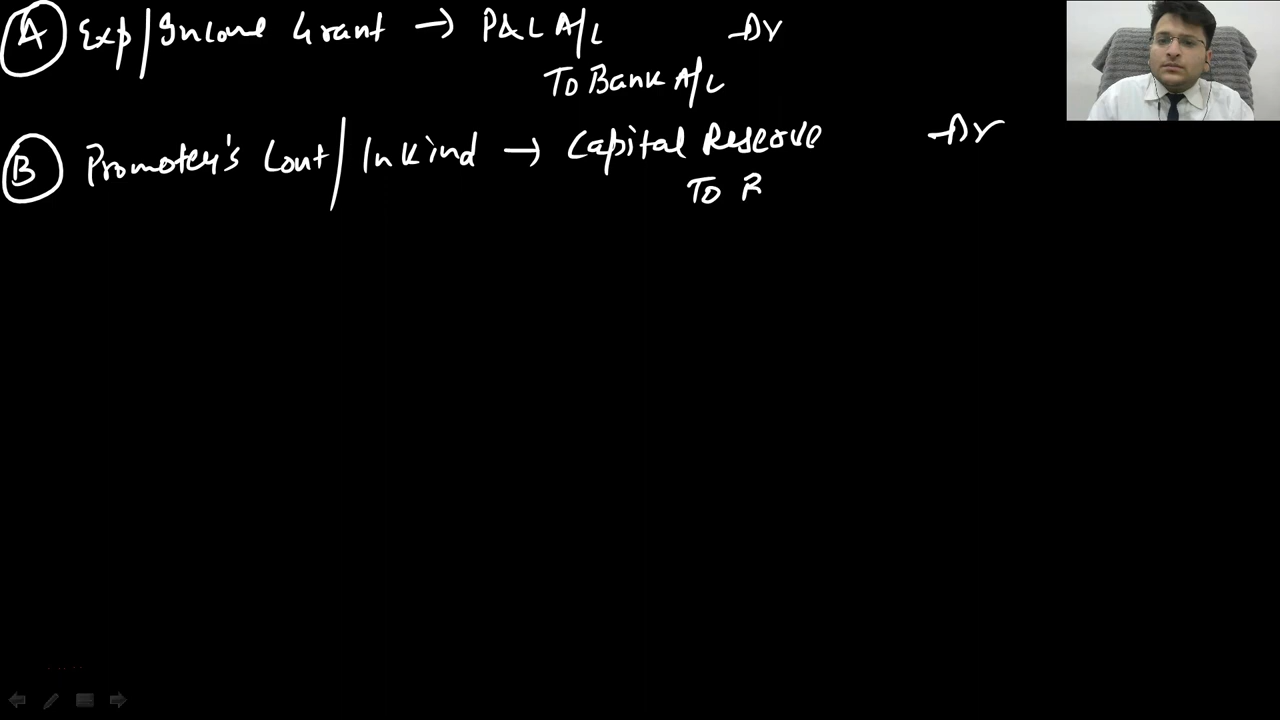 A Exp/Income Grant → P&L A/c Dr
To Bank A/c
B Promoter's Cont/In Kind → Capital Reserve Dr
To B